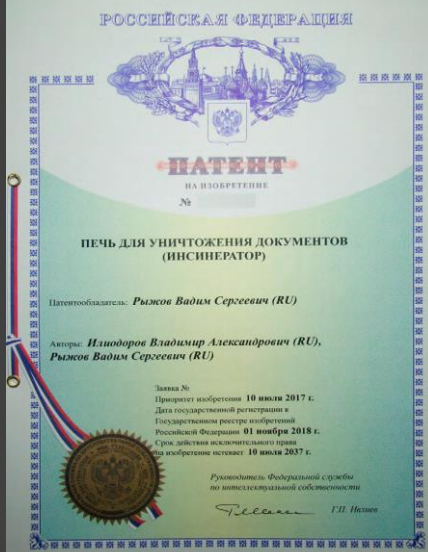 РОССИЙСКАЯ ФЕДЕРАЦИЯ
ПАТЕНТ
НА ИЗОБРЕТЕНИЕ
№
ПЕЧЬ ДЛЯ УНИЧТОЖЕНИЯ ДОКУМЕНТОВ
(ИНСИНЕРАТОР)
Патентообладатель: Рыжов Вадим Сергеевич (RU)
Авторы: Илиодоров Владимир Александрович (RU),
Рыжов Вадим Сергеевич (RU)
Заявка №
Приоритет изобретения 10 июля 2017 г.
Дата государственной регистрации в
Государственном реестре изобретений
Российской Федерации 01 ноября 2018 г.
Срок действия исключительного права
на изобретение истекает 10 июля 2037 г.
Руководитель Федеральной службы
по интеллектуальной собственности
Г.П. Ивлиев